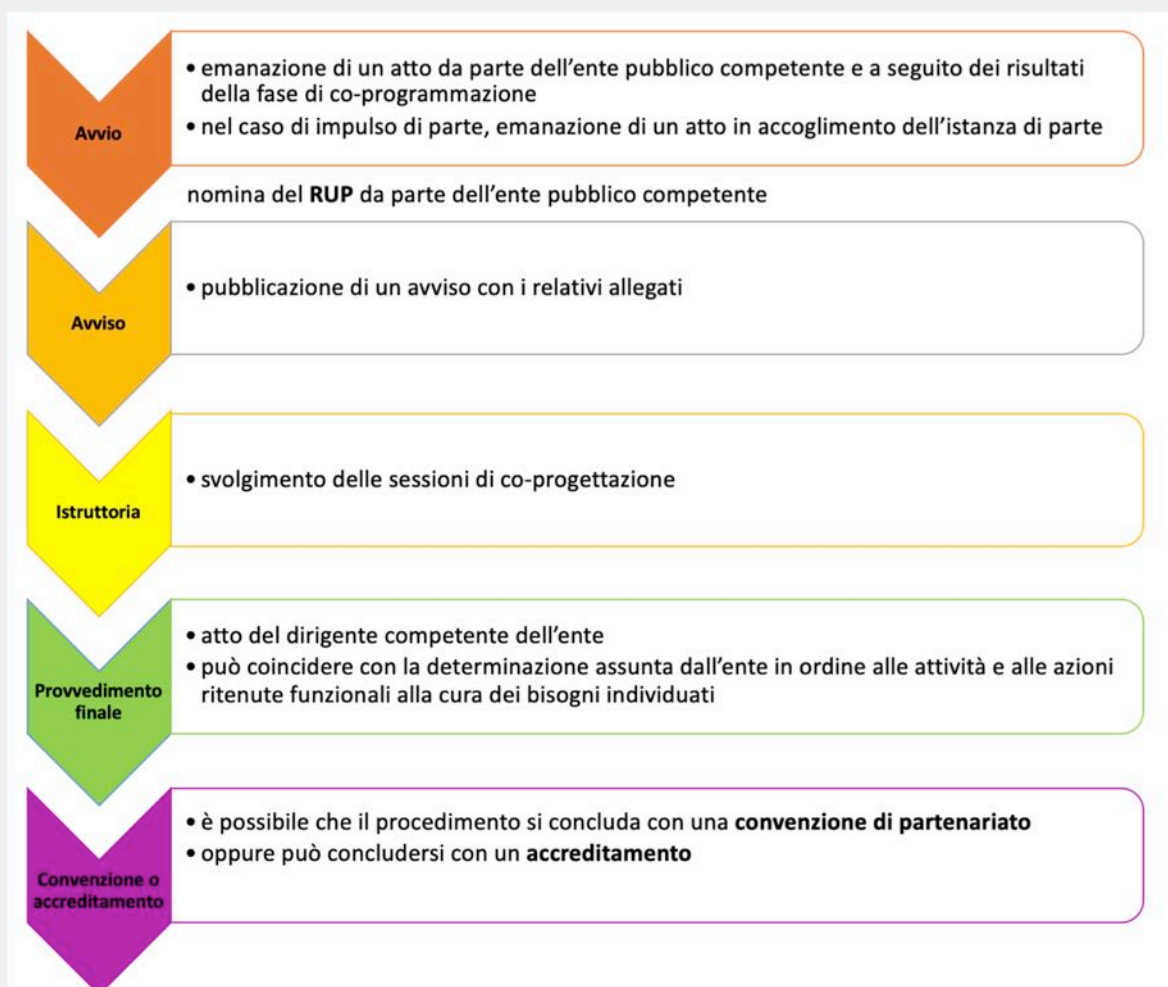 Avvio
• emanazione di un atto da parte dell'ente pubblico competente e a seguito dei risultati
della fase di co-programmazione
• nel caso di impulso di parte, emanazione di un atto in accoglimento dell'istanza di parte
nomina del RUP da parte dell'ente pubblico competente
Avviso
• pubblicazione di un avviso con i relativi allegati
Istruttoria
• svolgimento delle sessioni di co-progettazione
Provvedimento
finale
• atto del dirigente competente dell'ente
• può coincidere con la determinazione assunta dall'ente in ordine alle attività e alle azioni
ritenute funzionali alla cura dei bisogni individuati
Convenzione o
accreditamento
• è possibile che il procedimento si concluda con una convenzione di partenariato
• oppure può concludersi con un accreditamento